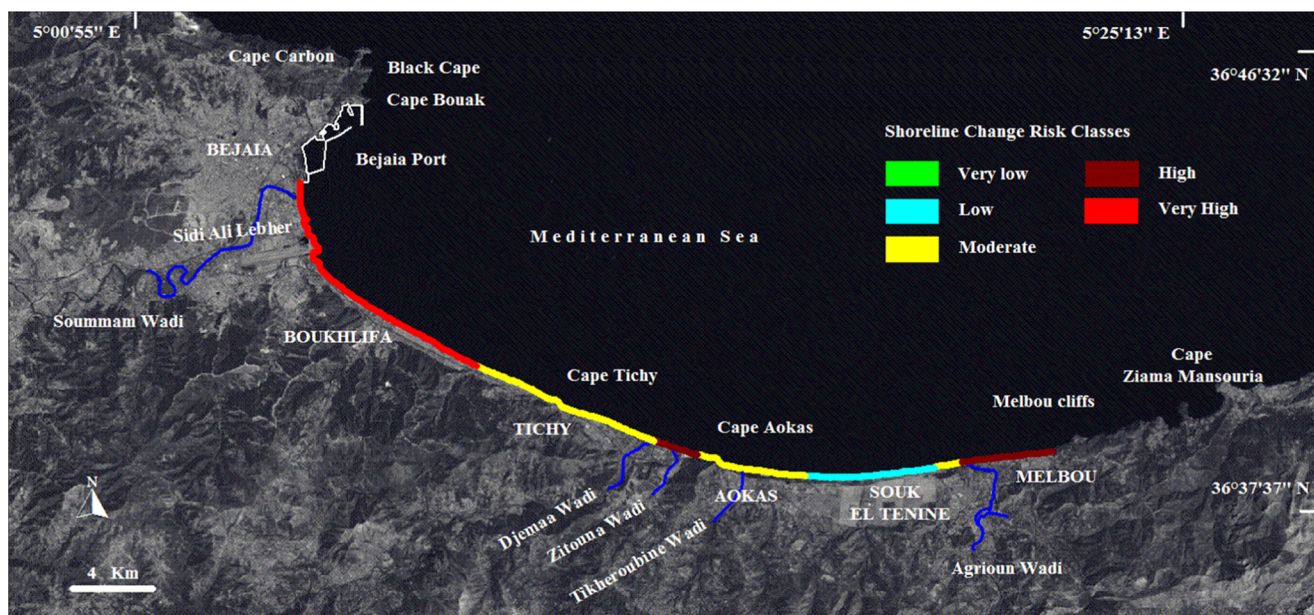 5°00'55'' E
5°25'13'' E
Cape Carbon
Black Cape
36°46'32'' N
Cape Bouak
Shoreline Change Risk Classes
BEJAIA
Bejaia Port
Very low
High
Low
Very High
Sidi Ali Lebher
Mediterranean Sea
Moderate
Soummam Wadi
BOUKHLIFA
Cape
Ziama Mansouria
Cape Tichy
Melbou cliffs
TICHY
Cape Aokas
MELBOU
N
AOKAS
SOUK
EL TENINE
36°37'37'' N
Djemaa Wadi
Zitouna Wadi
Tikheroubine Wadi
Agrioun Wadi
4 Km